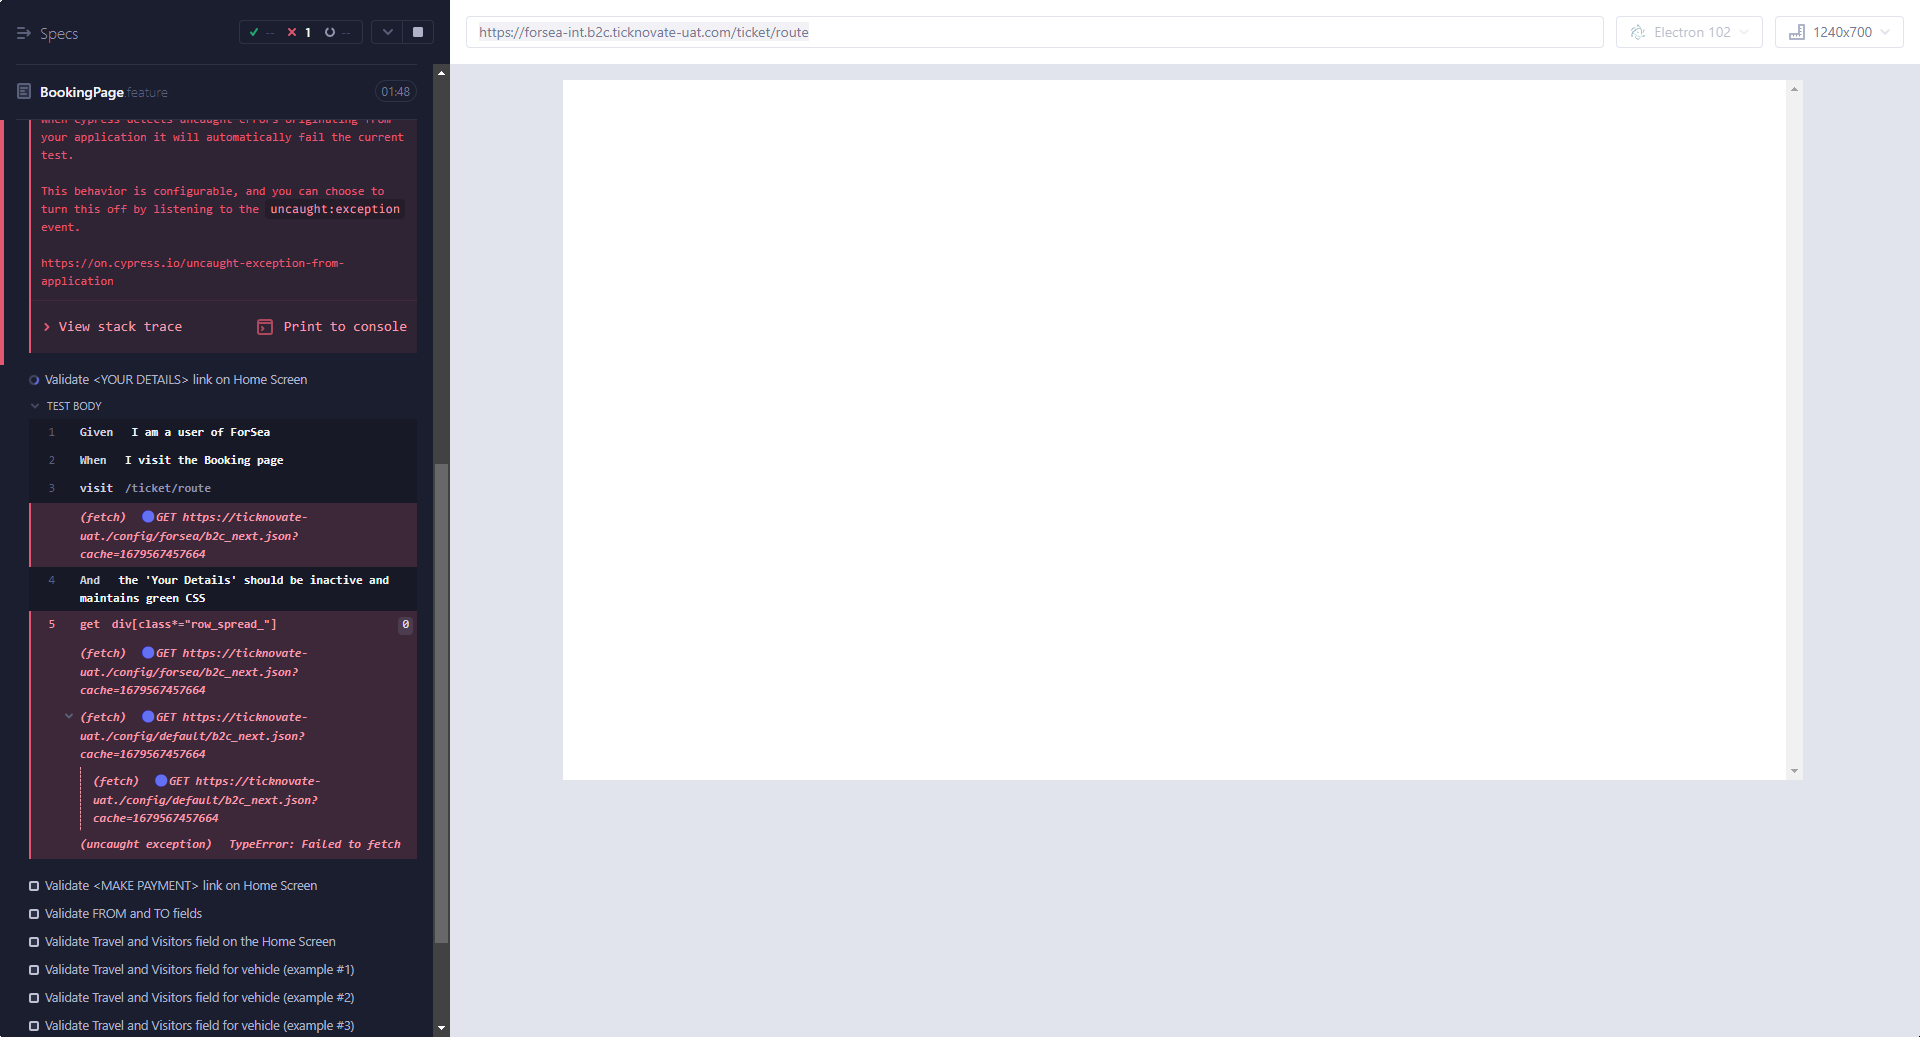 Specs
-- 1 --
BookingPage.feature 01:48
When Cypress detects uncaught errors originating from
your application it will automatically fail the current
test.
This behavior is configurable, and you can choose to
turn this off by listening to the uncaught:exception
event.
https://on.cypress.io/uncaught-exception-from-
application
View stack trace Print to console
Validate <YOUR DETAILS> link on Home Screen
TEST BODY
1 Given I am a user of ForSea
2 When I visit the Booking page
3 visit /ticket/route
(fetch) GET https://ticknovate-
uat./config/forsea/b2c_next.json?
cache=1679567457664
4 And the 'Your Details' should be inactive and
maintains green CSS
5 get div[class*="row_spread_"] 0
(fetch) GET https://ticknovate-
uat./config/forsea/b2c_next.json?
cache=1679567457664
(fetch) GET https://ticknovate-
uat./config/default/b2c_next.json?
cache=1679567457664
(fetch) GET https://ticknovate-
uat./config/default/b2c_next.json?
cache=1679567457664
(uncaught exception) TypeError: Failed to fetch
Validate <MAKE PAYMENT> link on Home Screen
Validate FROM and TO fields
Validate Travel and Visitors field on the Home Screen
Validate Travel and Visitors field for vehicle (example #1)
Validate Travel and Visitors field for vehicle (example #2)
Validate Travel and Visitors field for vehicle (example #3)
https://forsea-int.b2c.ticknovate-uat.com/ticket/route
Electron 102
1240x700